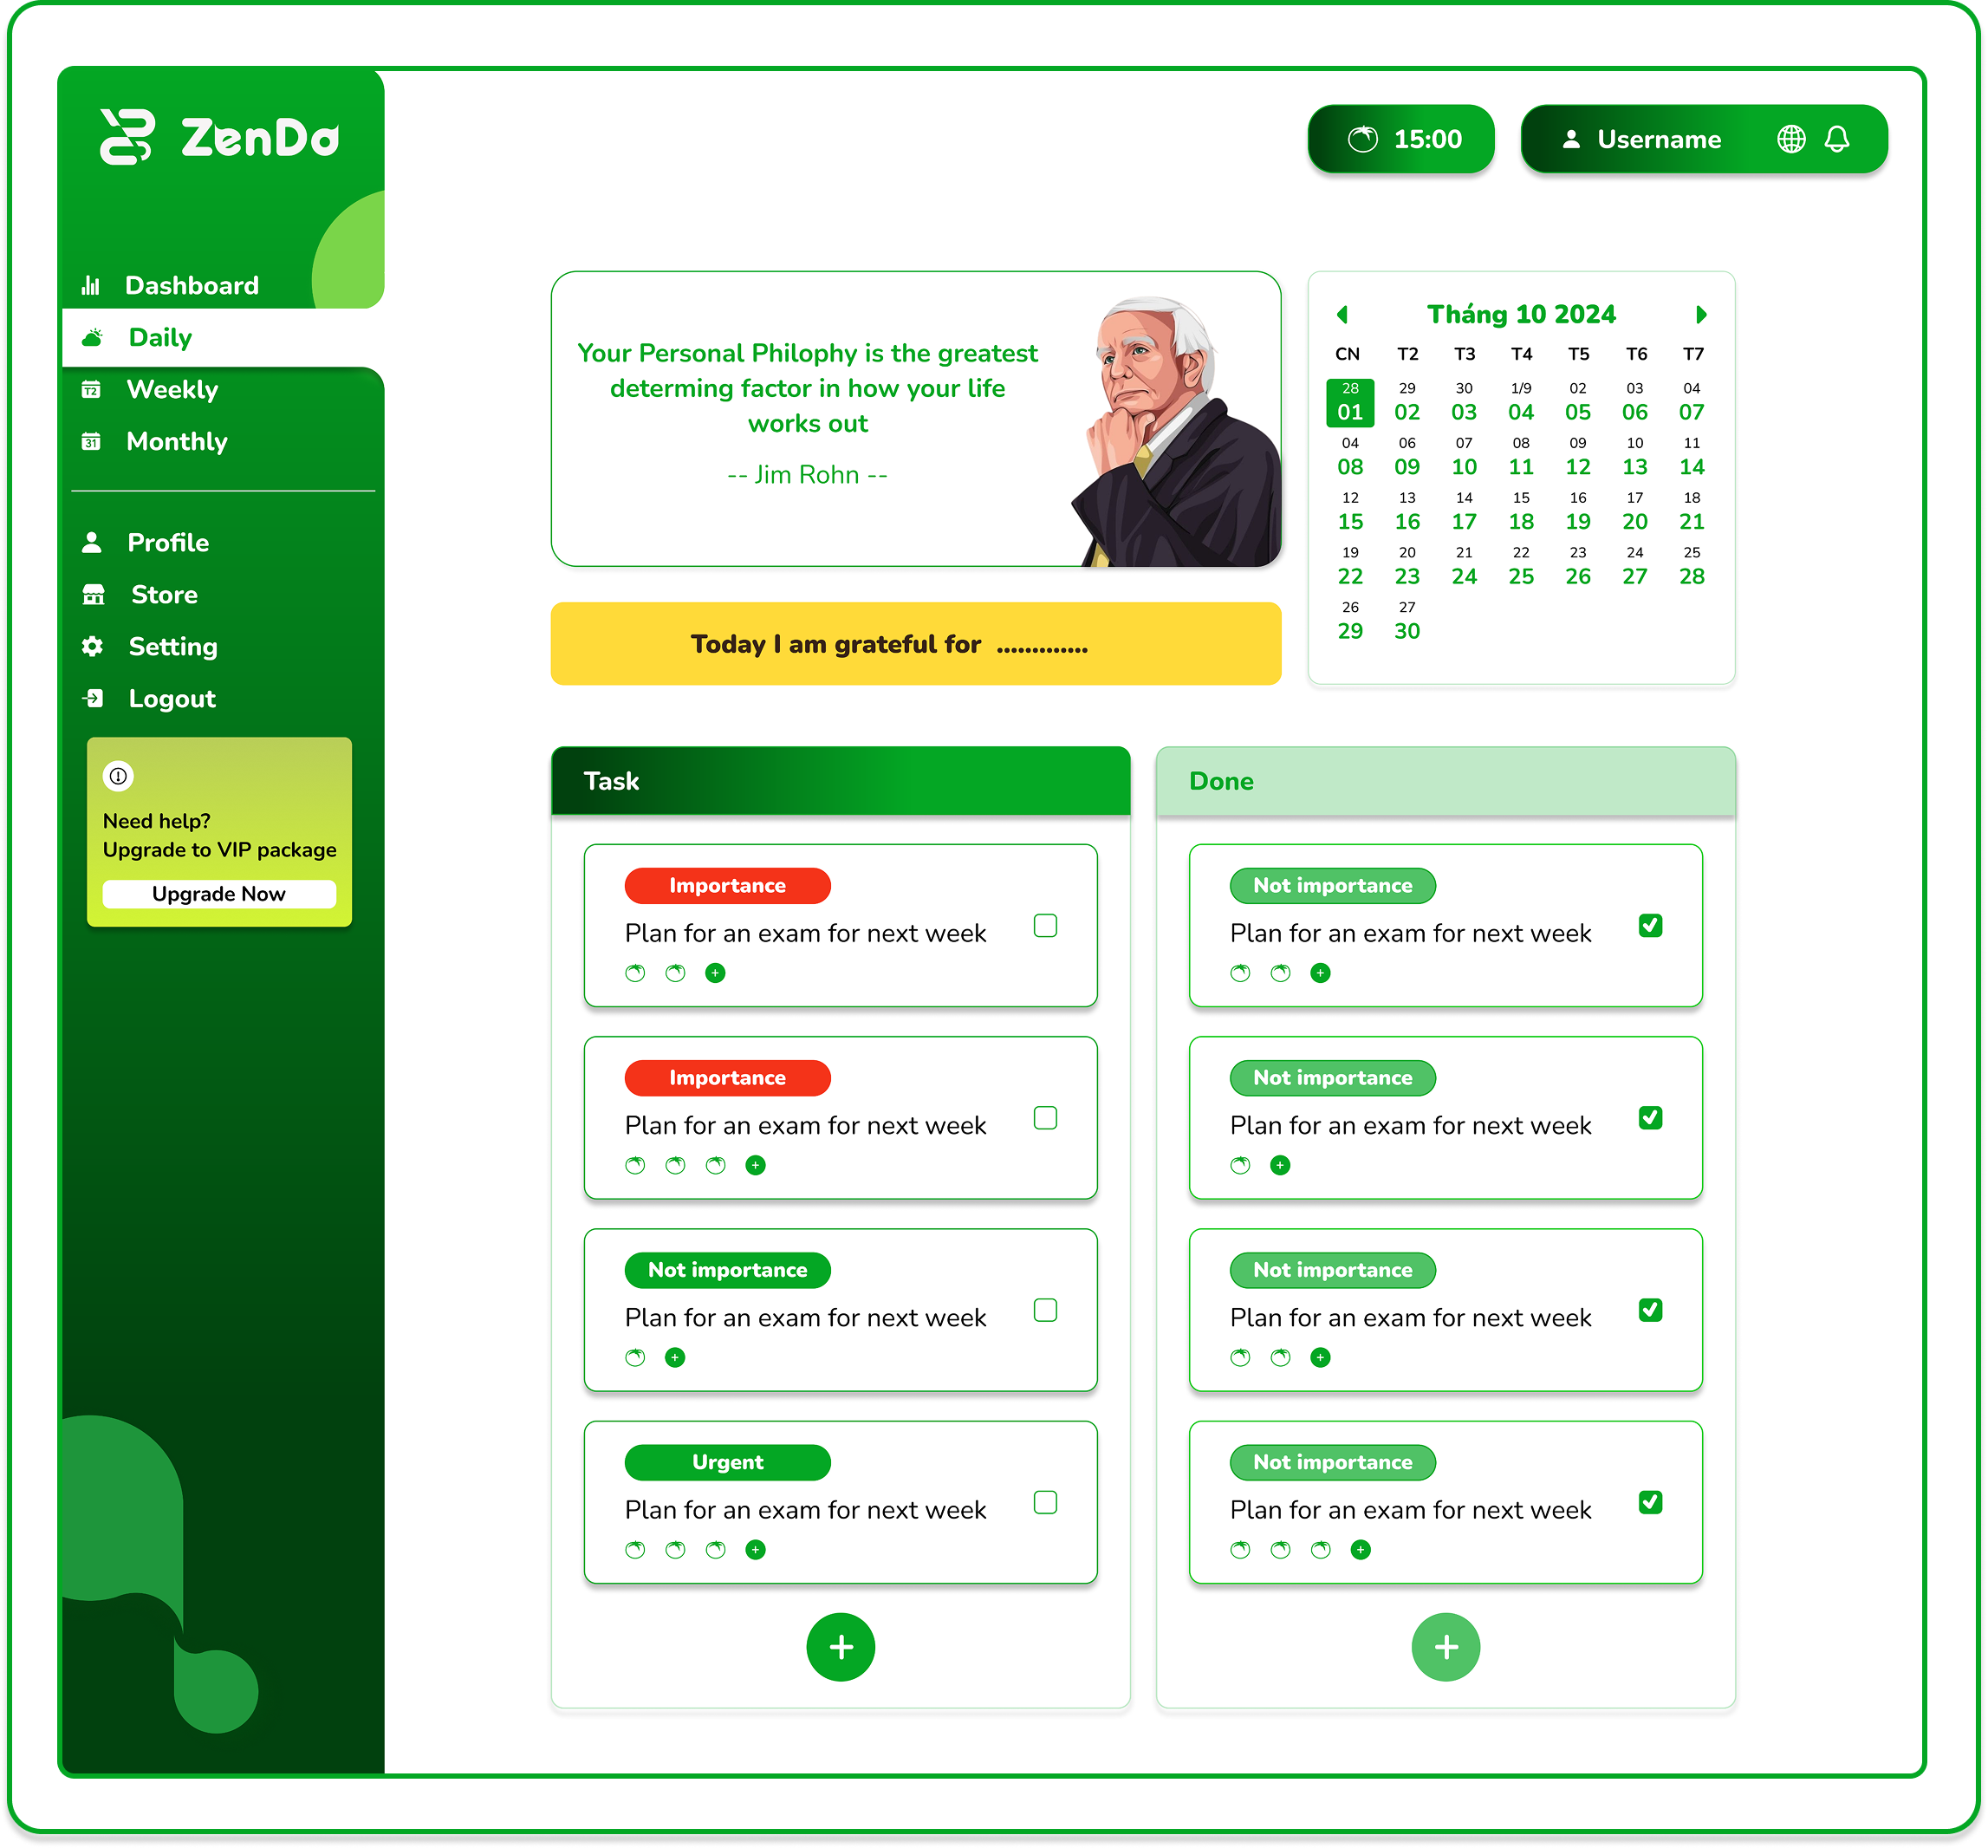 ZenDo
15:00
Username
Dashboard
Daily
T2
Weekly
31
Monthly
Profile
Store
Setting
Logout
Need help?
Upgrade to VIP package
Upgrade Now
Your Personal Philophy is the greatest
determing factor in how your life
works out
-- Jim Rohn --
Today I am grateful for .............
Tháng 10 2024
CN T2 T3 T4 T5 T6 T7
28 29 30 1/9 02 03 04
01 02 03 04 05 06 07
04 06 07 08 09 10 11
08 09 10 11 12 13 14
12 13 14 15 16 17 18
15 16 17 18 19 20 21
19 20 21 22 23 24 25
22 23 24 25 26 27 28
26 27
29 30
Task
Importance
Plan for an exam for next week
Importance
Plan for an exam for next week
Not importance
Plan for an exam for next week
Urgent
Plan for an exam for next week
Done
Not importance
Plan for an exam for next week
Not importance
Plan for an exam for next week
Not importance
Plan for an exam for next week
Not importance
Plan for an exam for next week